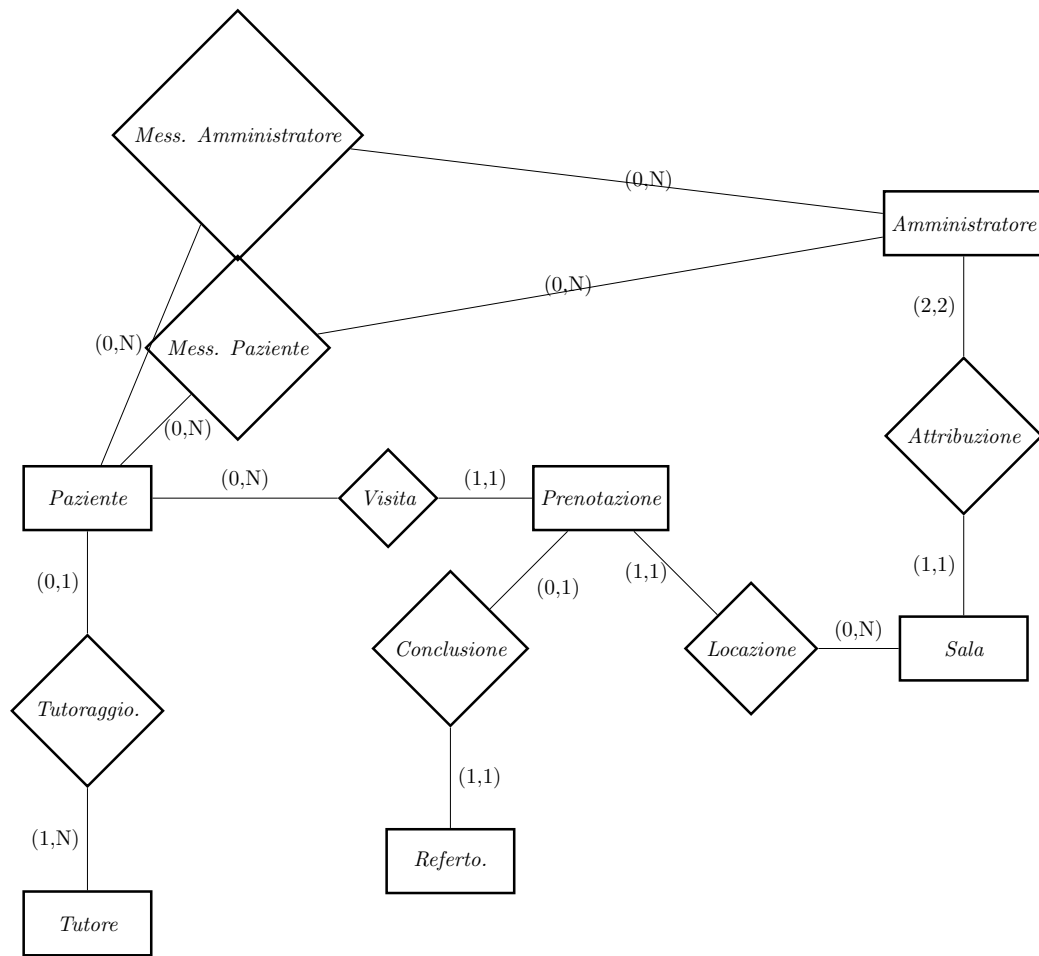 Mess. Amministratore
(0,N)
Amministratore
(0,N)
(2,2)
(0,N)
Mess. Paziente
(0,N)
Attribuzione
Paziente
(0,N)
Visita
(1,1)
Prenotazione
(0,1)
(0,1)
(1,1)
(1,1)
Conclusione
Locazione
(0,N)
Sala
Tutoraggio.
(1,1)
(1,N)
Referto.
Tutore